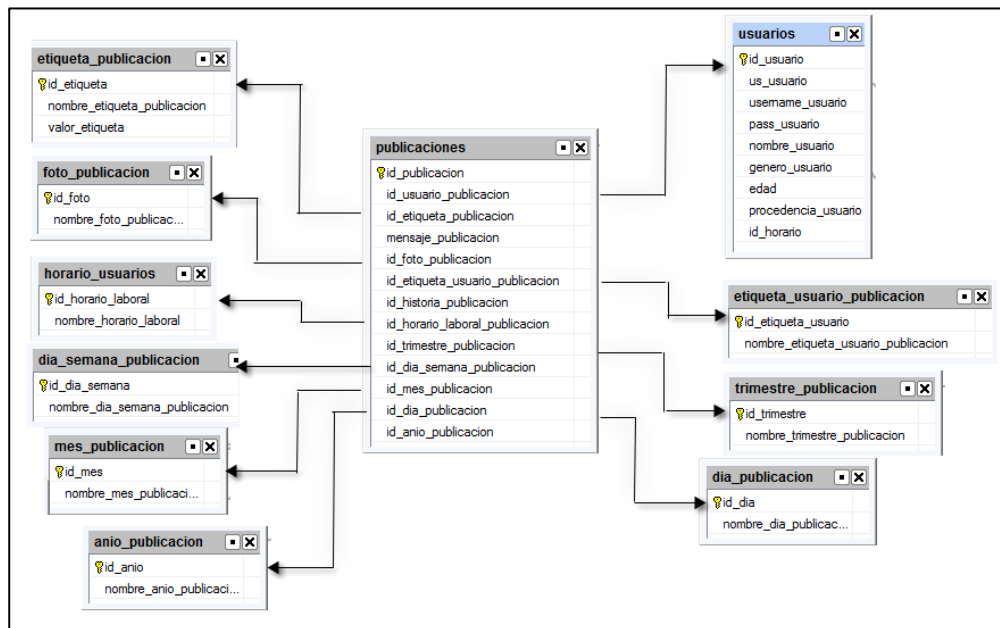 etiqueta_publicacion
id_etiqueta
nombre_etiqueta_publicacion
valor_etiqueta
foto_publicacion
id_foto
nombre_foto_publicac...
horario_usuarios
id_horario_laboral
nombre_horario_laboral
dia_semana_publicacion
id_dia_semana
nombre_dia_semana_publicacion
mes_publicacion
id_mes
nombre_mes_publicaci...
anio_publicacion
id_anio
nombre_anio_publicaci...
publicaciones
id_publicacion
id_usuario_publicacion
id_etiqueta_publicacion
mensaje_publicacion
id_foto_publicacion
id_etiqueta_usuario_publicacion
id_historia_publicacion
id_horario_laboral_publicacion
id_trimestre_publicacion
id_dia_semana_publicacion
id_mes_publicacion
id_dia_publicacion
id_anio_publicacion
usuarios
id_usuario
us_usuario
username_usuario
pass_usuario
nombre_usuario
genero_usuario
edad
procedencia_usuario
id_horario
etiqueta_usuario_publicacion
id_etiqueta_usuario
nombre_etiqueta_usuario_publicacion
trimestre_publicacion
id_trimestre
nombre_trimestre_publicacion
dia_publicacion
id_dia
nombre_dia_publicac...